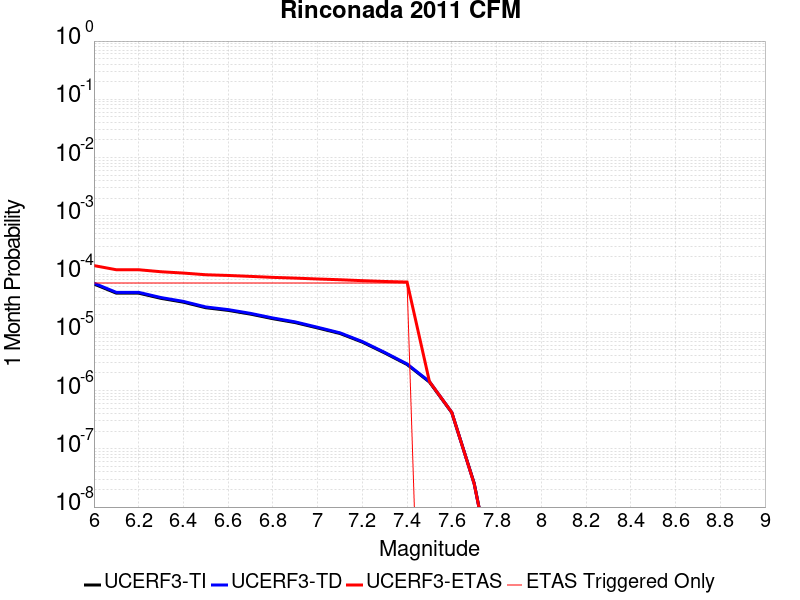 Rinconada 2011 CFM
10^0
10^-1
10^-2
10^-3
10^-4
10^-5
10^-6
10^-7
10^-8
1 Month Probability
6 6.2 6.4 6.6 6.8 7 7.2 7.4 7.6 7.8 8 8.2 8.4 8.6 8.8 9
Magnitude
UCERF3-TI UCERF3-TD UCERF3-ETAS ETAS Triggered Only